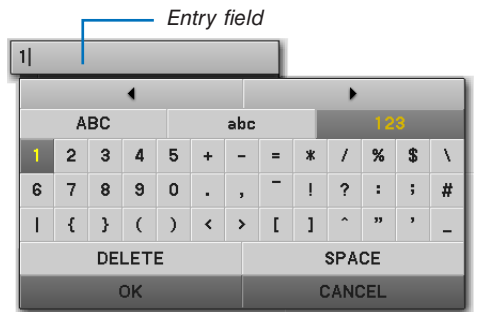 Entry field
1|
◀ ▶
ABC abc 123
1 2 3 4 5 + - = * / % $ \
6 7 8 9 0 . , ‾ ! ? : ; #
| { } ( ) < > [ ] ^ " ' _
DELETE SPACE
OK CANCEL